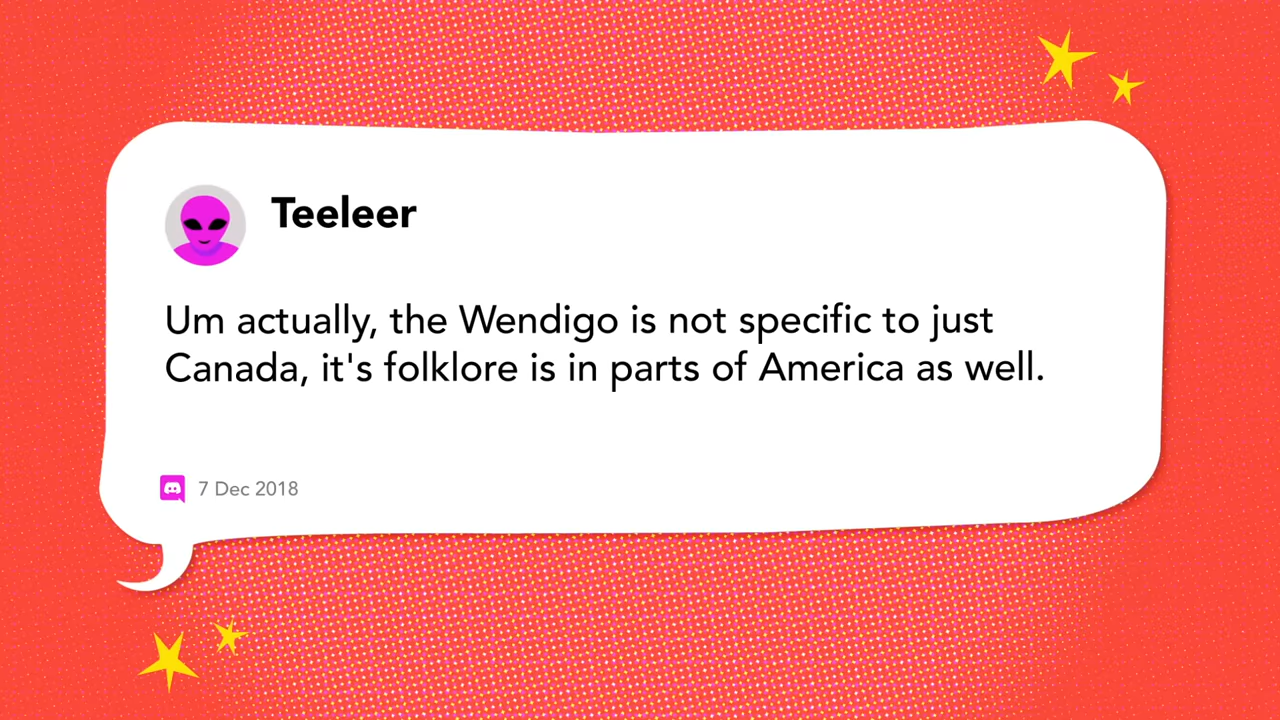 Teeleer
Um actually, the Wendigo is not specific to just
Canada, it's folklore is in parts of America as well.
7 Dec 2018